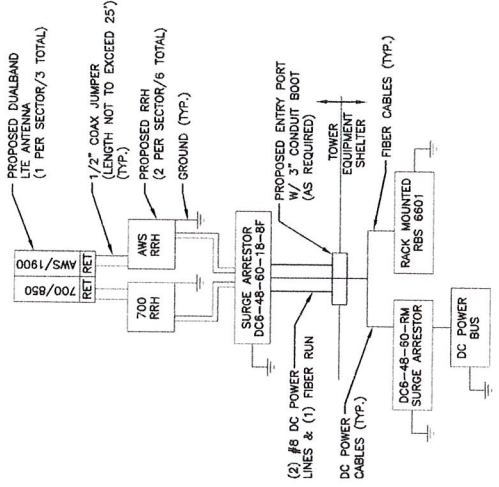 PROPOSED DUALBAND
LTE ANTENNA
(1 PER SECTOR/3 TOTAL)
1/2" COAX JUMPER
(LENGTH NOT TO EXCEED 25')
(TYP.)
PROPOSED RRH
(2 PER SECTOR/6 TOTAL)
GROUND (TYP.)
700/850
RET
AWS/1900
RET
700
RRH
AWS
RRH
SURGE ARRESTOR
DC6-48-60-18-8F
PROPOSED ENTRY PORT
W/ 3" CONDUIT BOOT
(AS REQUIRED)
TOWER
EQUIPMENT
SHELTER
(2) #8 DC POWER
LINES & (1) FIBER RUN
FIBER CABLES (TYP.)
DC POWER
CABLES (TYP.)
RACK MOUNTED
RBS 6601
DC6-48-60-RM
SURGE ARRESTOR
DC POWER
BUS